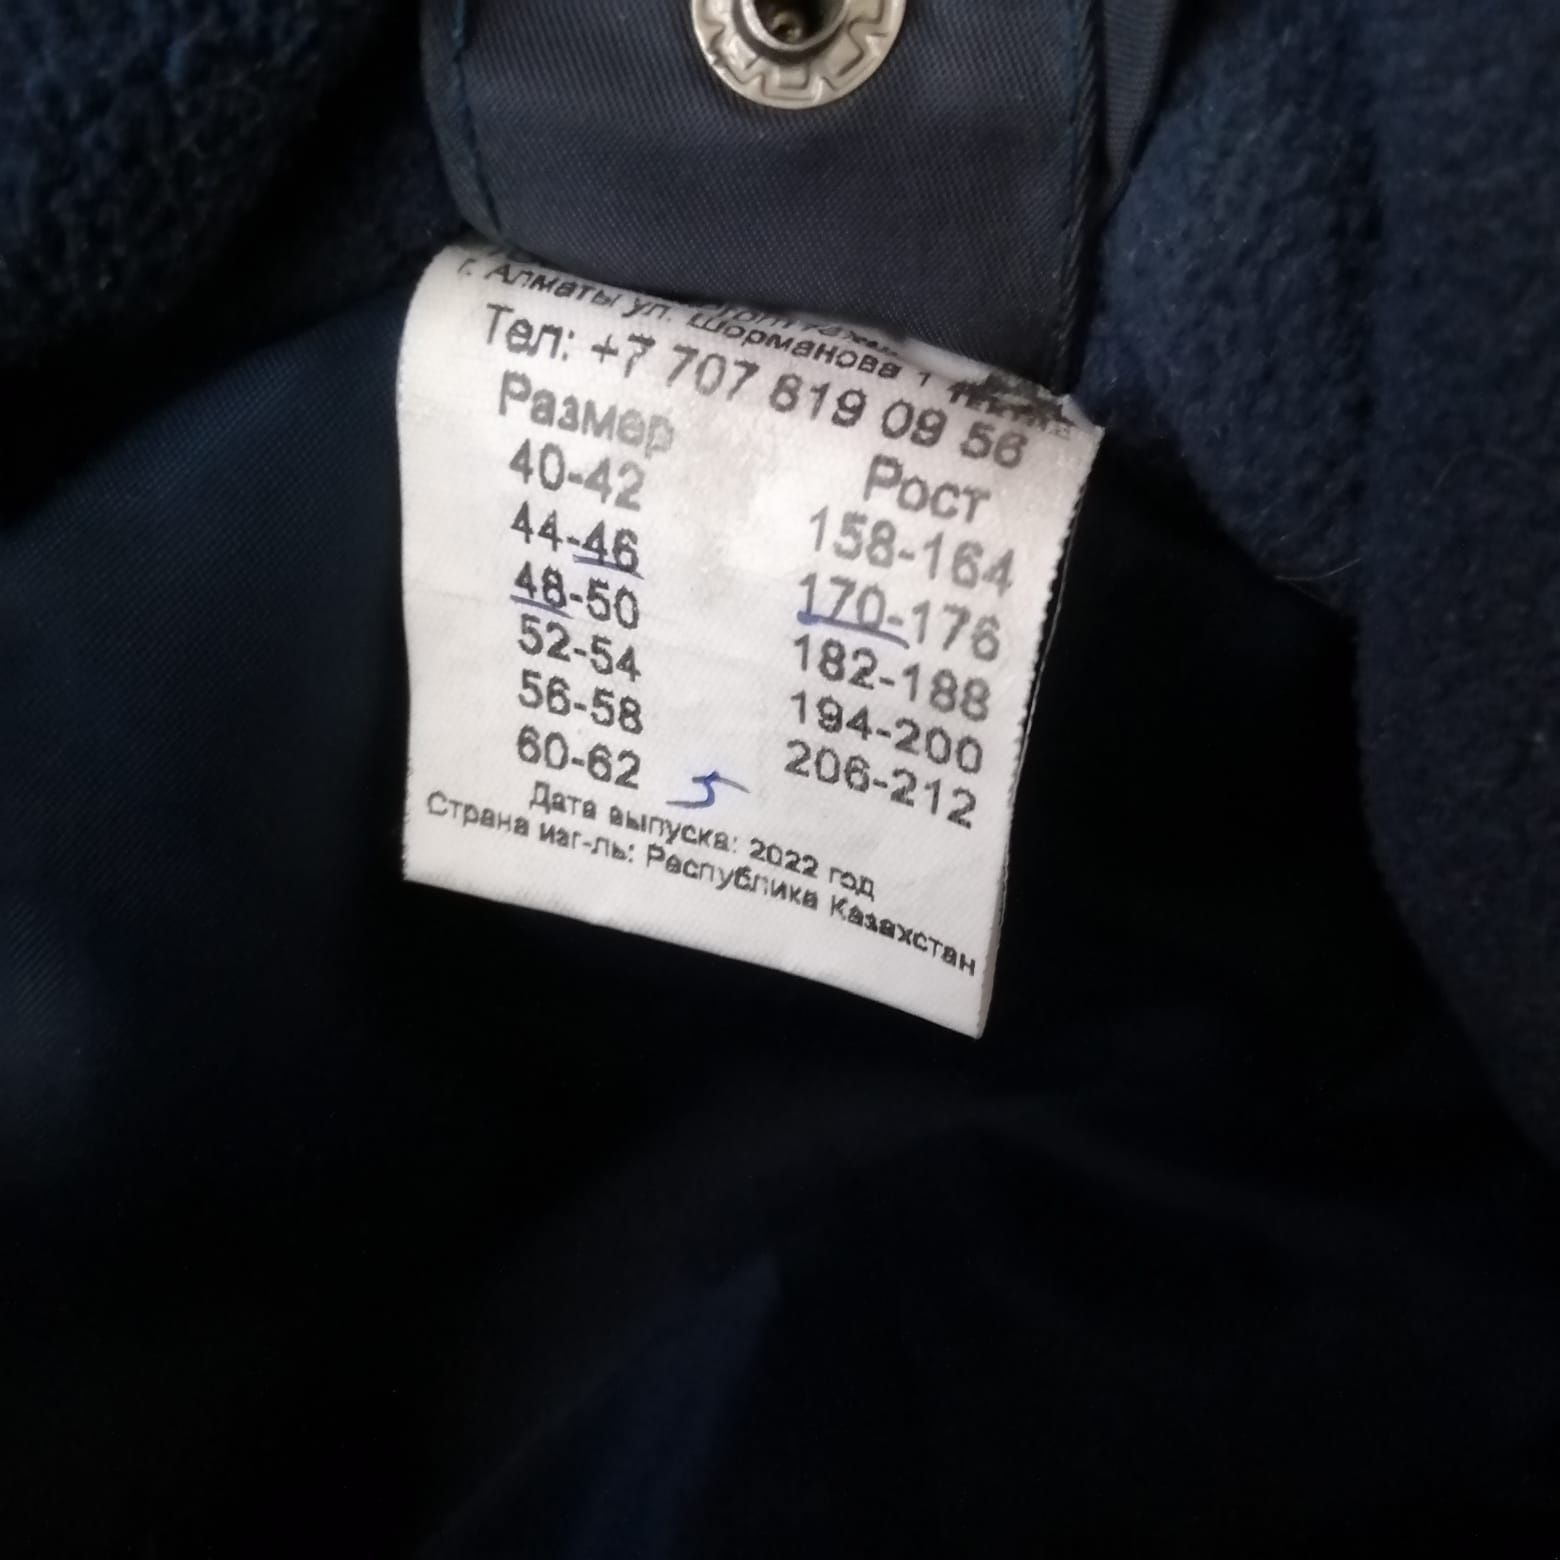 г. Алматы ул. Шорманова
Тел: +7 707 819 09 56
Размер Рост
40-42 158-164
44-46 170-176
48-50 182-188
52-54 194-200
56-58 206-212
60-62
5
Дата выпуска: 2022 год
Страна изг-ль: Республика Казахстан